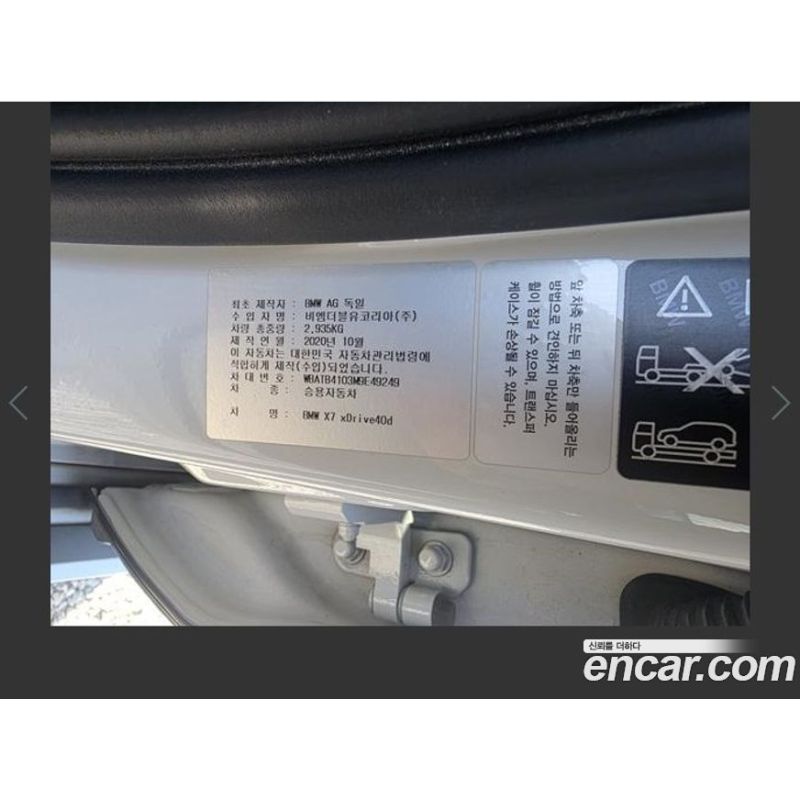 최초 제작자 : BMW AG 독일
수 입 자 명 : 비엠더블유코리아(주)
차량 총중량 : 2,935KG
제 작 연 월 : 2020년 10월
이 자동차는 대한민국 자동차관리법령에
적합하게 제작(수입)되었습니다.
차 대 번 호 : WBATB4103M9E49249
차 종 : 승용자동차
차 명 : BMW X7 xDrive40d
앞 차축 또는 뒤 차축만 들어올리는
방법으로 견인하지 마십시오.
휠이 잠길 수 있으며, 트랜스퍼
케이스가 손상될 수 있습니다.
BMW
BMW
신뢰를 더하다
encar.com